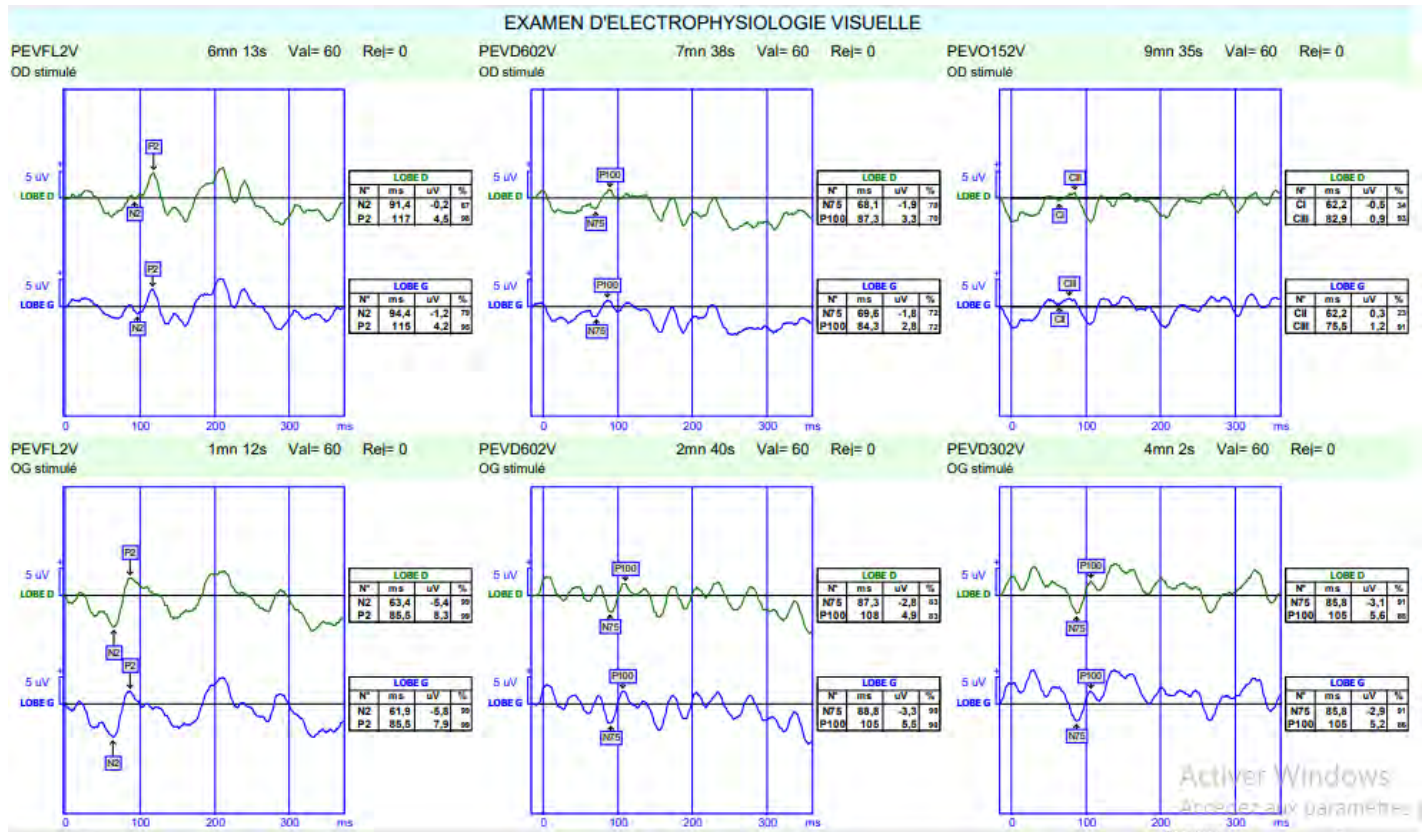 EXAMEN D'ELECTROPHYSIOLOGIE VISUELLE
PEVFL2V 6mn 13s Val= 60 Rej= 0
OD stimulé
P2
5 uV
+
LOBE D
N2
LOBE D
N° ms uV %
N2 91,4 -0,2 67
P2 117 4,5 96
P2
5 uV
+
LOBE G
N2
LOBE G
N° ms uV %
N2 94,4 -1,2 79
P2 115 4,2 95
0 100 200 300 ms
PEVD602V 7mn 38s Val= 60 Rej= 0
OD stimulé
P100
5 uV
+
LOBE D
N75
LOBE D
N° ms uV %
N75 68,1 -1,9 70
P100 87,3 3,3 70
P100
5 uV
+
LOBE G
N75
LOBE G
N° ms uV %
N75 69,6 -1,8 72
P100 84,3 2,8 72
0 100 200 300 ms
PEVO152V 9mn 35s Val= 60 Rej= 0
OD stimulé
CIII
5 uV
+
LOBE D
CI
LOBE D
N° ms uV %
CI 62,2 -0,5 34
CIII 82,9 0,9 93
CIII
5 uV
+
LOBE G
CII
LOBE G
N° ms uV %
CII 62,2 0,3 23
CIII 75,5 1,2 91
0 100 200 300 ms
PEVFL2V 1mn 12s Val= 60 Rej= 0
OG stimulé
P2
5 uV
+
LOBE D
N2
LOBE D
N° ms uV %
N2 63,4 -5,4 99
P2 85,5 8,3 99
P2
5 uV
+
LOBE G
N2
LOBE G
N° ms uV %
N2 61,9 -5,8 99
P2 85,5 7,9 99
0 100 200 300 ms
PEVD602V 2mn 40s Val= 60 Rej= 0
OG stimulé
P100
5 uV
+
LOBE D
N75
LOBE D
N° ms uV %
N75 87,3 -2,8 83
P100 108 4,9 83
P100
5 uV
+
LOBE G
N75
LOBE G
N° ms uV %
N75 88,8 -3,3 90
P100 105 5,5 90
0 100 200 300 ms
PEVD302V 4mn 2s Val= 60 Rej= 0
OG stimulé
P100
5 uV
+
LOBE D
N75
LOBE D
N° ms uV %
N75 85,8 -3,1 91
P100 105 5,6
P100
5 uV
+
LOBE G
N75
LOBE G
N° ms uV %
N75 85,8 -2,9 91
P100 105 5,2
0 100 200 300 ms
Activer Windows
Accédez aux paramètres